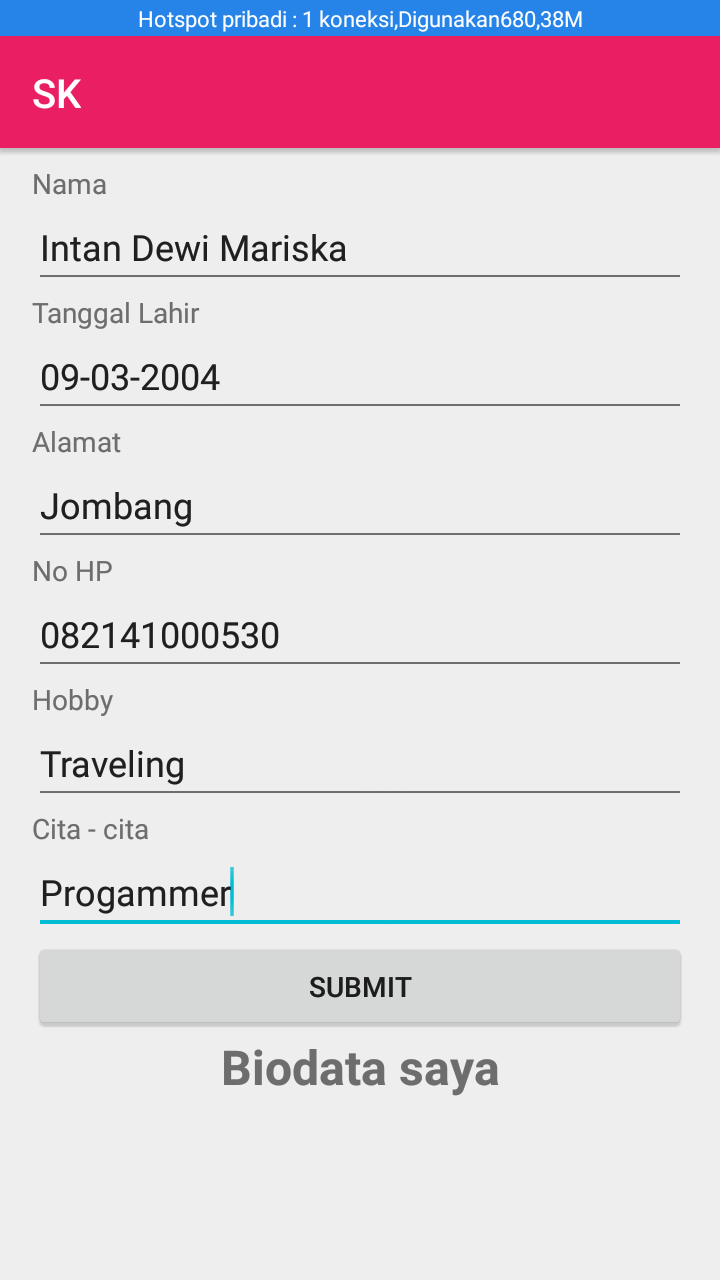 Hotspot pribadi : 1 koneksi,Digunakan680,38M
SK
Nama
Intan Dewi Mariska
Tanggal Lahir
09-03-2004
Alamat
Jombang
No HP
082141000530
Hobby
Traveling
Cita - cita
Progammer
SUBMIT
Biodata saya